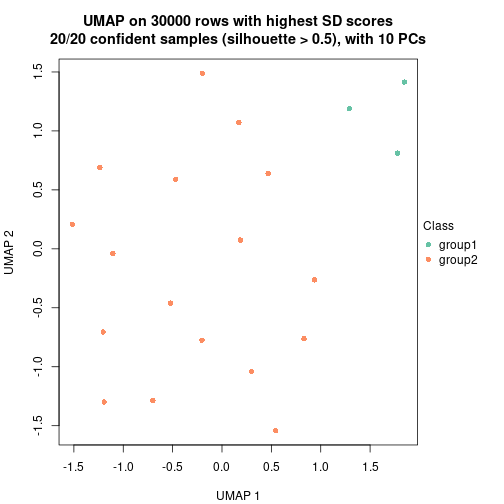 UMAP on 30000 rows with highest SD scores
20/20 confident samples (silhouette > 0.5), with 10 PCs
1.5
1.0
0.5
0.0
-0.5
-1.0
-1.5
UMAP 2
-1.5 -1.0 -0.5 0.0 0.5 1.0 1.5
UMAP 1
Class
group1
group2